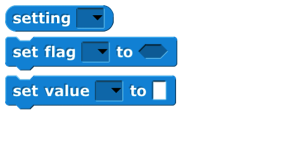 setting
set flag to
set value to